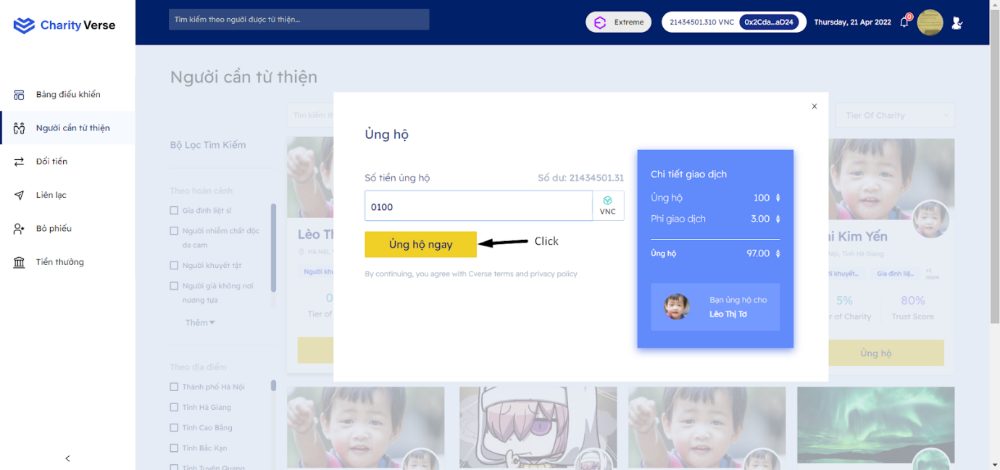 Charity Verse
Tìm kiếm theo người được từ thiện...
Extreme
21434501.310 VNC
0x2Cda...aD24
Thursday, 21 Apr 2022
0
Bảng điều khiển
Người cần từ thiện
Đổi tiền
Liên lạc
Bỏ phiếu
Tiền thưởng
Người cần từ thiện
Tìm kiếm th
Tier Of Charity
Bộ Lọc Tìm Kiếm
Theo hoàn cảnh
Gia đình liệt sĩ
Người nhiễm chất độc
da cam
Người khuyết tật
Người già không nơi
nương tựa
Thêm
Theo địa điểm
Thành phố Hà Nội
Tỉnh Hà Giang
Tỉnh Cao Bằng
Tỉnh Bắc Kạn
Tỉnh Tuyên Quang
Lèo Th
Hà Nội,
Người khu
0
Tier of
x
Ủng hộ
Số tiền ủng hộ
Số dư: 21434501.31
0100
VNC
Ủng hộ ngay
Click
By continuing, you agree with Cverse terms and privacy policy
Chi tiết giao dịch
Ủng hộ 100
Phí giao dịch 3.00
Ủng hộ 97.00
Bạn ủng hộ cho
Lèo Thị Tơ
i Kim Yến
Nội, Tỉnh Hà Giang
i khuyết...
Gia đình liệ...
+1
more
5%
80%
r of Charity
Trust Score
Ủng hộ